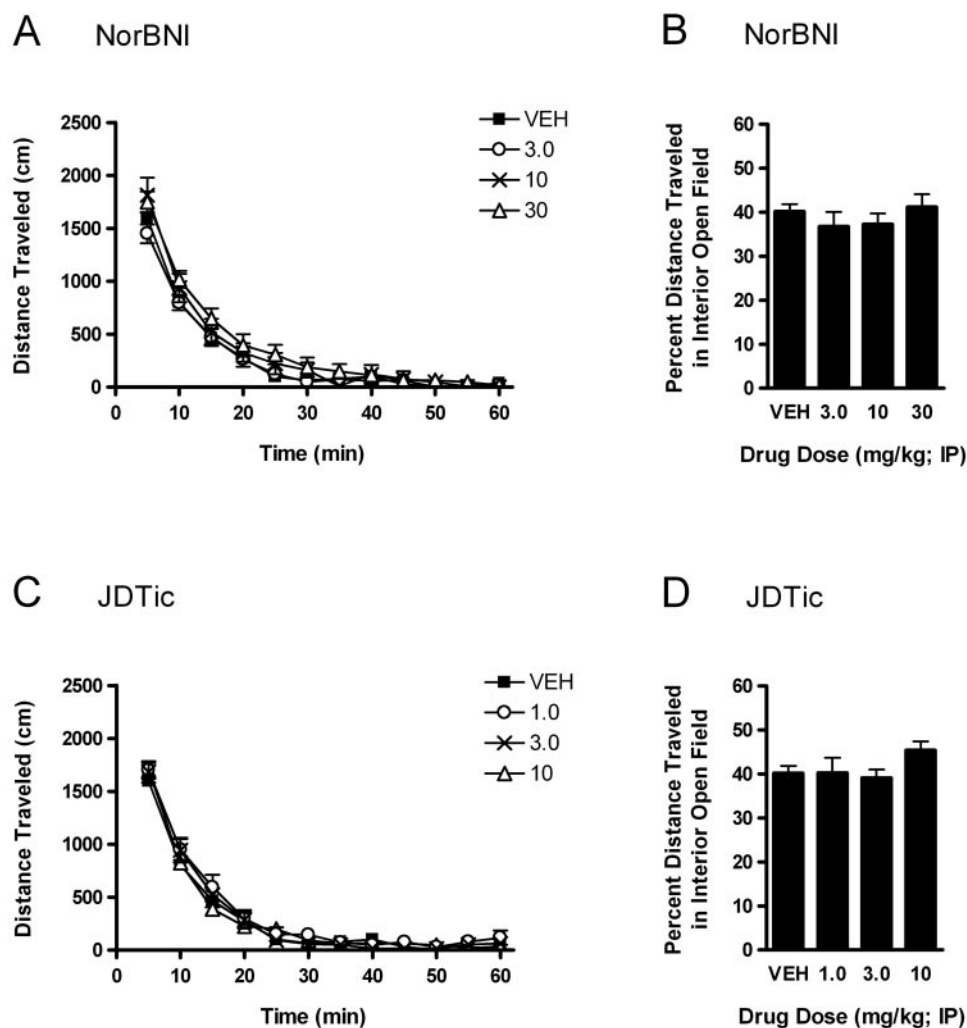 A NorBNI
Distance Traveled (cm)
2500
2000
1500
1000
500
0
0 10 20 30 40 50 60
Time (min)
VEH
3.0
10
30
B NorBNI
Percent Distance Traveled
in Interior Open Field
60
50
40
30
20
10
0
VEH 3.0 10 30
Drug Dose (mg/kg; IP)
C JDTic
Distance Traveled (cm)
2500
2000
1500
1000
500
0
0 10 20 30 40 50 60
Time (min)
VEH
1.0
3.0
10
D JDTic
Percent Distance Traveled
in Interior Open Field
60
50
40
30
20
10
0
VEH 1.0 3.0 10
Drug Dose (mg/kg; IP)